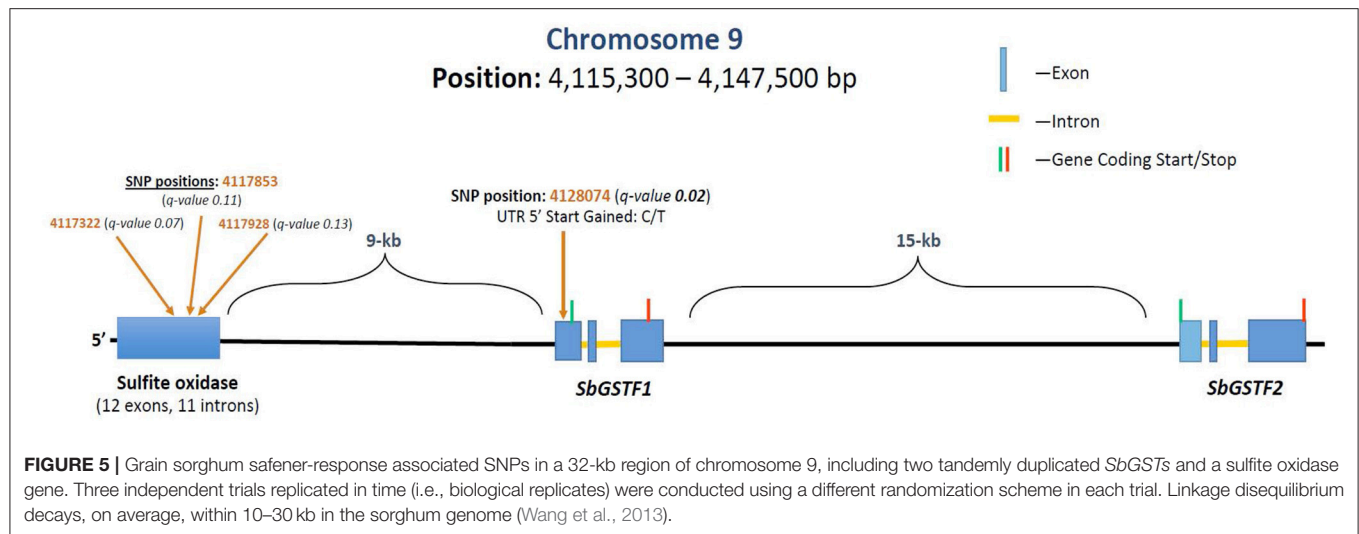 Chromosome 9
Position: 4,115,300 – 4,147,500 bp
—Exon
—Intron
—Gene Coding Start/Stop
SNP positions: 4117853
(q-value 0.11)
4117322 (q-value 0.07)
4117928 (q-value 0.13)
SNP position: 4128074 (q-value 0.02)
UTR 5' Start Gained: C/T
9-kb
15-kb
5'
Sulfite oxidase
(12 exons, 11 introns)
SbGSTF1
SbGSTF2
FIGURE 5 | Grain sorghum safener-response associated SNPs in a 32-kb region of chromosome 9, including two tandemly duplicated SbGSTs and a sulfite oxidase
gene. Three independent trials replicated in time (i.e., biological replicates) were conducted using a different randomization scheme in each trial. Linkage disequilibrium
decays, on average, within 10–30 kb in the sorghum genome (Wang et al., 2013).